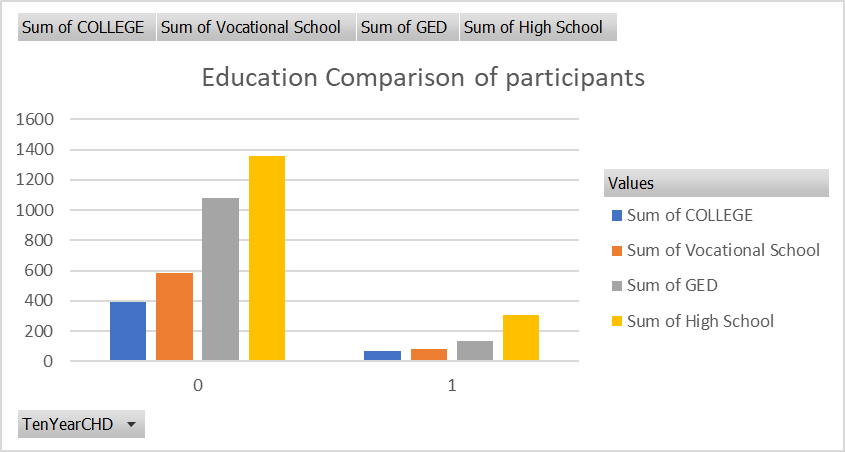 Sum of COLLEGE Sum of Vocational School Sum of GED Sum of High School
Education Comparison of participants
1600
1400
1200
1000
800
600
400
200
0
0 1
Values
Sum of COLLEGE
Sum of Vocational School
Sum of GED
Sum of High School
TenYearCHD